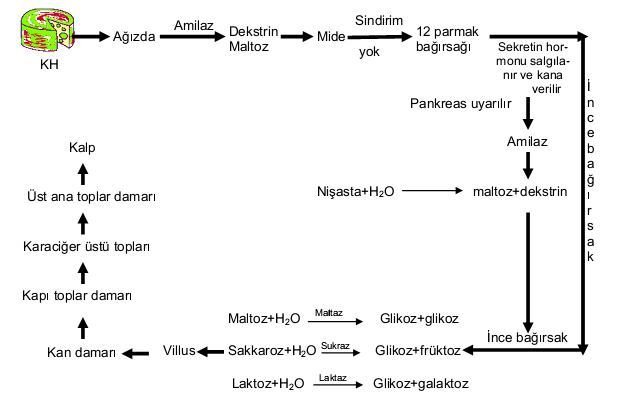 KH
Ağızda
Amilaz
Dekstrin
Maltoz
Mide
Sindirim
yok
12 parmak
bağırsağı
Sekretin hor-
monu salgıla-
nır ve kana
verilir
İncebağırsak
Pankreas uyarılır
Amilaz
Nişasta+H₂O
maltoz+dekstrin
Kalp
Üst ana toplar damarı
Karaciğer üstü topları
Kapı toplar damarı
Kan damarı
Villus
Maltoz+H₂O
Maltaz
Glikoz+glikoz
Sakkaroz+H₂O
Sukraz
Glikoz+früktoz
Laktoz+H₂O
Laktaz
Glikoz+galaktoz
İnce bağırsak